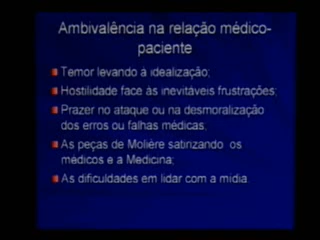 Ambivalência na relação médico-
paciente
Temor levando à idealização;
Hostilidade face às inevitáveis frustrações;
Prazer no ataque ou na desmoralização
dos erros ou falhas médicas;
As peças de Molière satirizando os
médicos e a Medicina;
As dificuldades em lidar com a mídia.